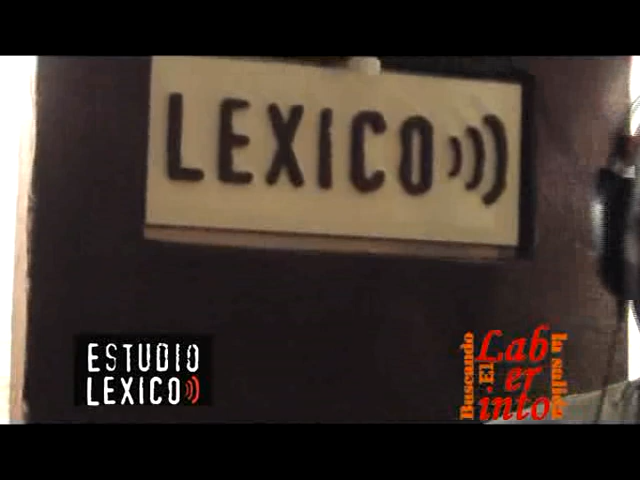 LEXICO
ESTUDIO
LEXICO
Buscando
El
Lab
er
into
la salida